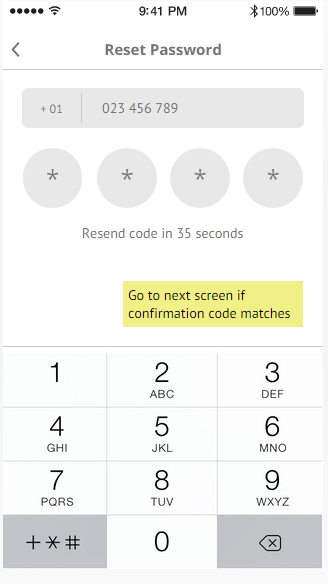 9:41 PM 100%
Reset Password
+ 01 023 456 789
* * * *
Resend code in 35 seconds
Go to next screen if
confirmation code matches
1 2 3
ABC DEF
4 5 6
GHI JKL MNO
7 8 9
PQRS TUV WXYZ
+ * # 0